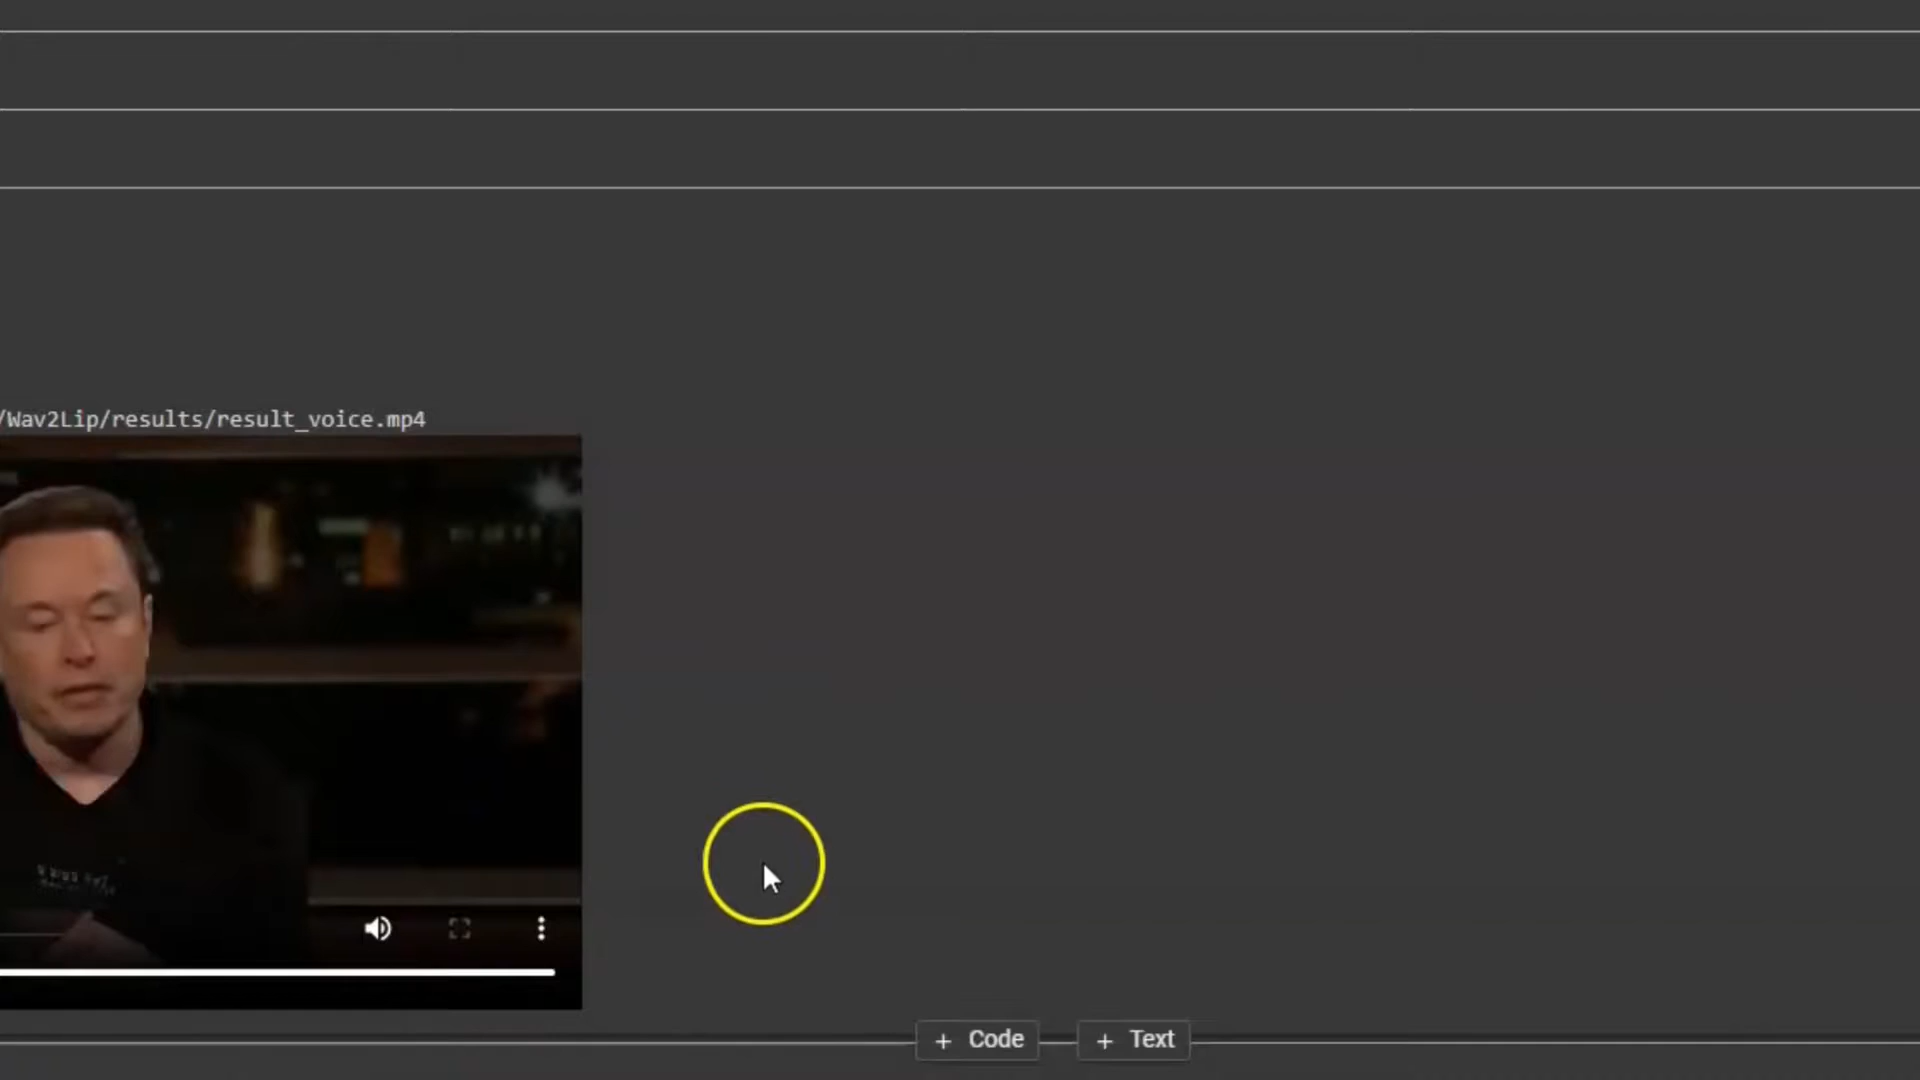 /Wav2Lip/results/result_voice.mp4
+ Code + Text